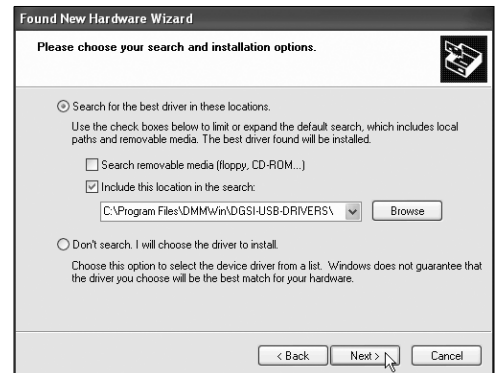 Found New Hardware Wizard
Please choose your search and installation options.
Search for the best driver in these locations.
Use the check boxes below to limit or expand the default search, which includes local
paths and removable media. The best driver found will be installed.
Search removable media (floppy, CD-ROM...)
Include this location in the search:
C:\Program Files\DMMWin\DGSI-USB-DRIVERS\
Browse
Don't search. I will choose the driver to install.
Choose this option to select the device driver from a list. Windows does not guarantee that
the driver you choose will be the best match for your hardware.
< Back
Next >
Cancel